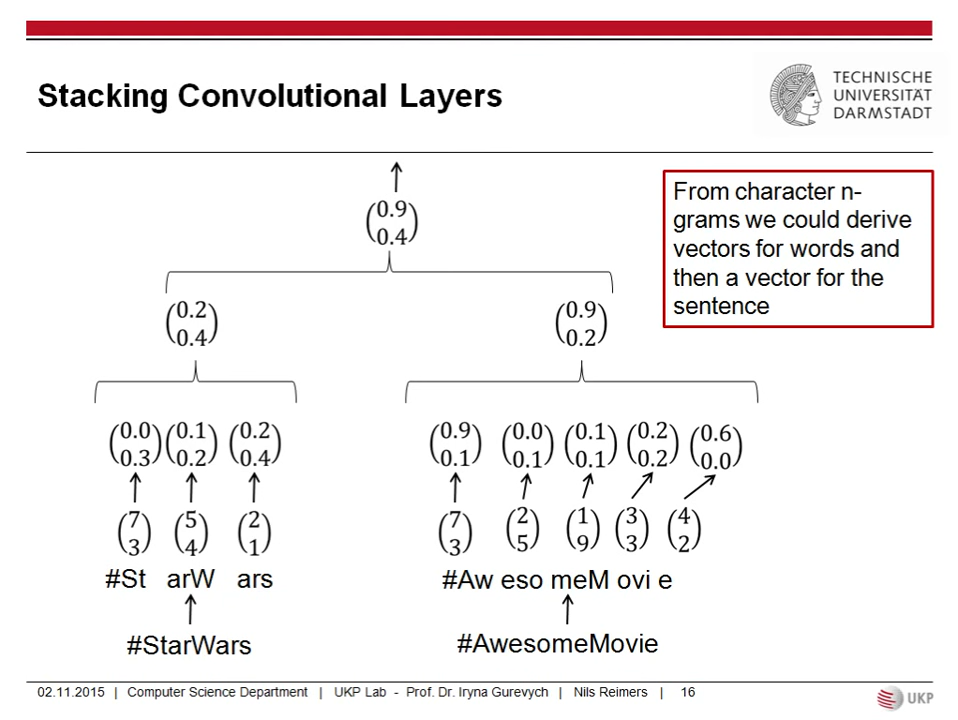 Stacking Convolutional Layers
TECHNISCHE
UNIVERSITÄT
DARMSTADT
From character n-
grams we could derive
vectors for words and
then a vector for the
sentence
(0.9
0.4)
(0.2
0.4) (0.9
0.2)
(0.0
0.3) (0.1
0.2) (0.2
0.4) (0.9
0.1) (0.0
0.1) (0.1
0.1) (0.2
0.2) (0.6
0.0)
(7
3) (5
4) (2
1) (7
3) (2
5) (1
9) (3
3) (4
2)
#St arW ars #Aw eso meM ovi e
#StarWars #AwesomeMovie
02.11.2015 | Computer Science Department | UKP Lab - Prof. Dr. Iryna Gurevych | Nils Reimers | 16
UKP